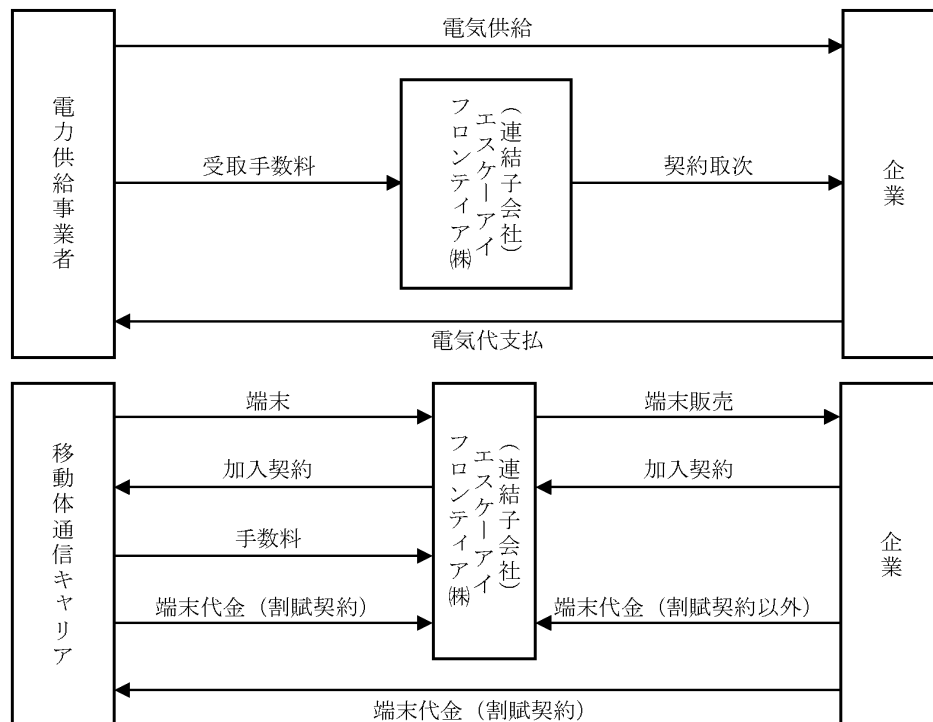 電気供給
電力供給事業者
受取手数料
（連結子会社）
エスケーアイ
フロンティア㈱
契約取次
企業
電気代支払
端末
端末販売
移動体通信キャリア
加入契約
（連結子会社）
エスケーアイ
フロンティア㈱
加入契約
手数料
企業
端末代金（割賦契約）
端末代金（割賦契約以外）
端末代金（割賦契約）